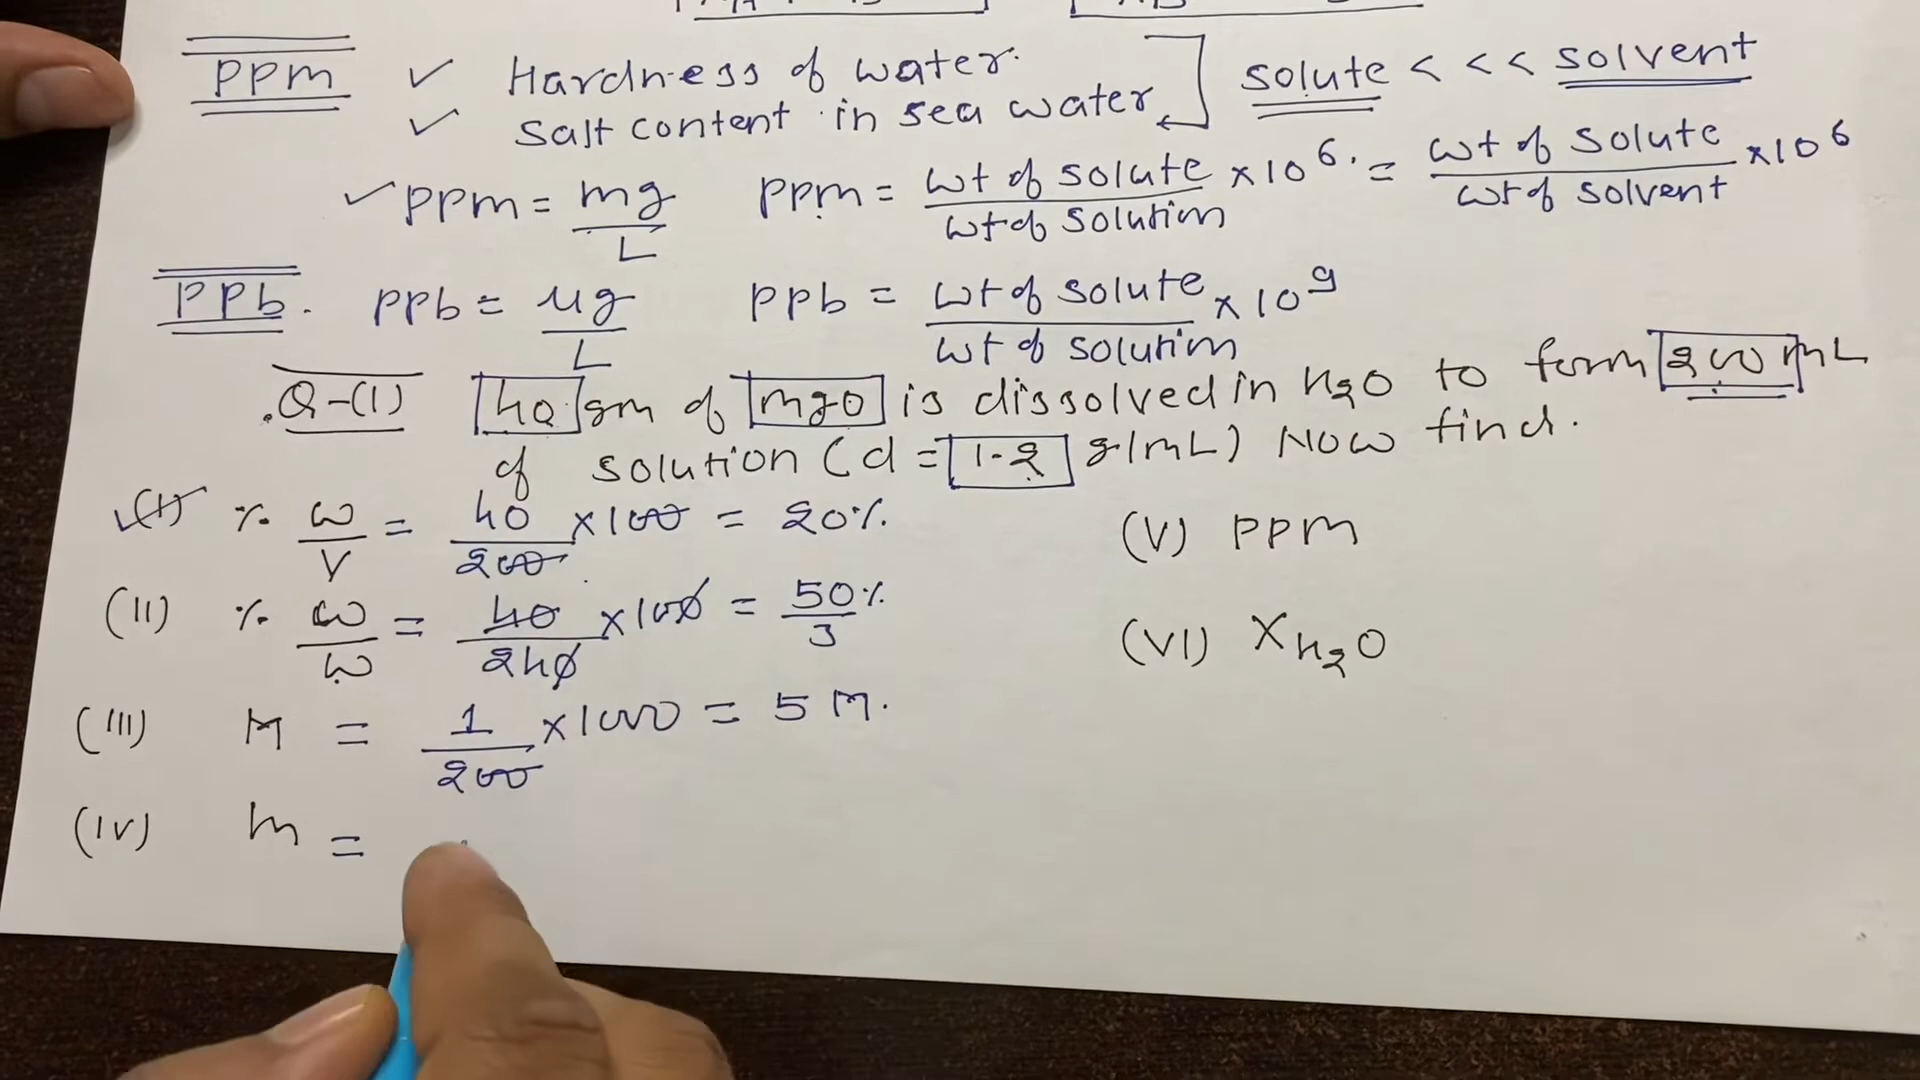 PPm ✓ Hardness of water. solute < < < solvent
✓ Salt content in sea water
✓ PPm = mg/L PPm = wt of solute/wt of solution × 10⁶. = wt of solute/wt of solvent × 10⁶
PPb. PPb = μg/L PPb = wt of solute/wt of solution × 10⁹
Q-(1) 40 gm of mgo is dissolved in H₂O to form 200 mL
of solution (d = 1.2 g/mL) Now find.
(I) % w/v = 40/200 × 100 = 20%.
(II) % w/w = 40/240 × 100 = 50/3 %
(III) M = 1/200 × 1000 = 5 M.
(IV) m =
(V) PPm
(VI) X H₂O